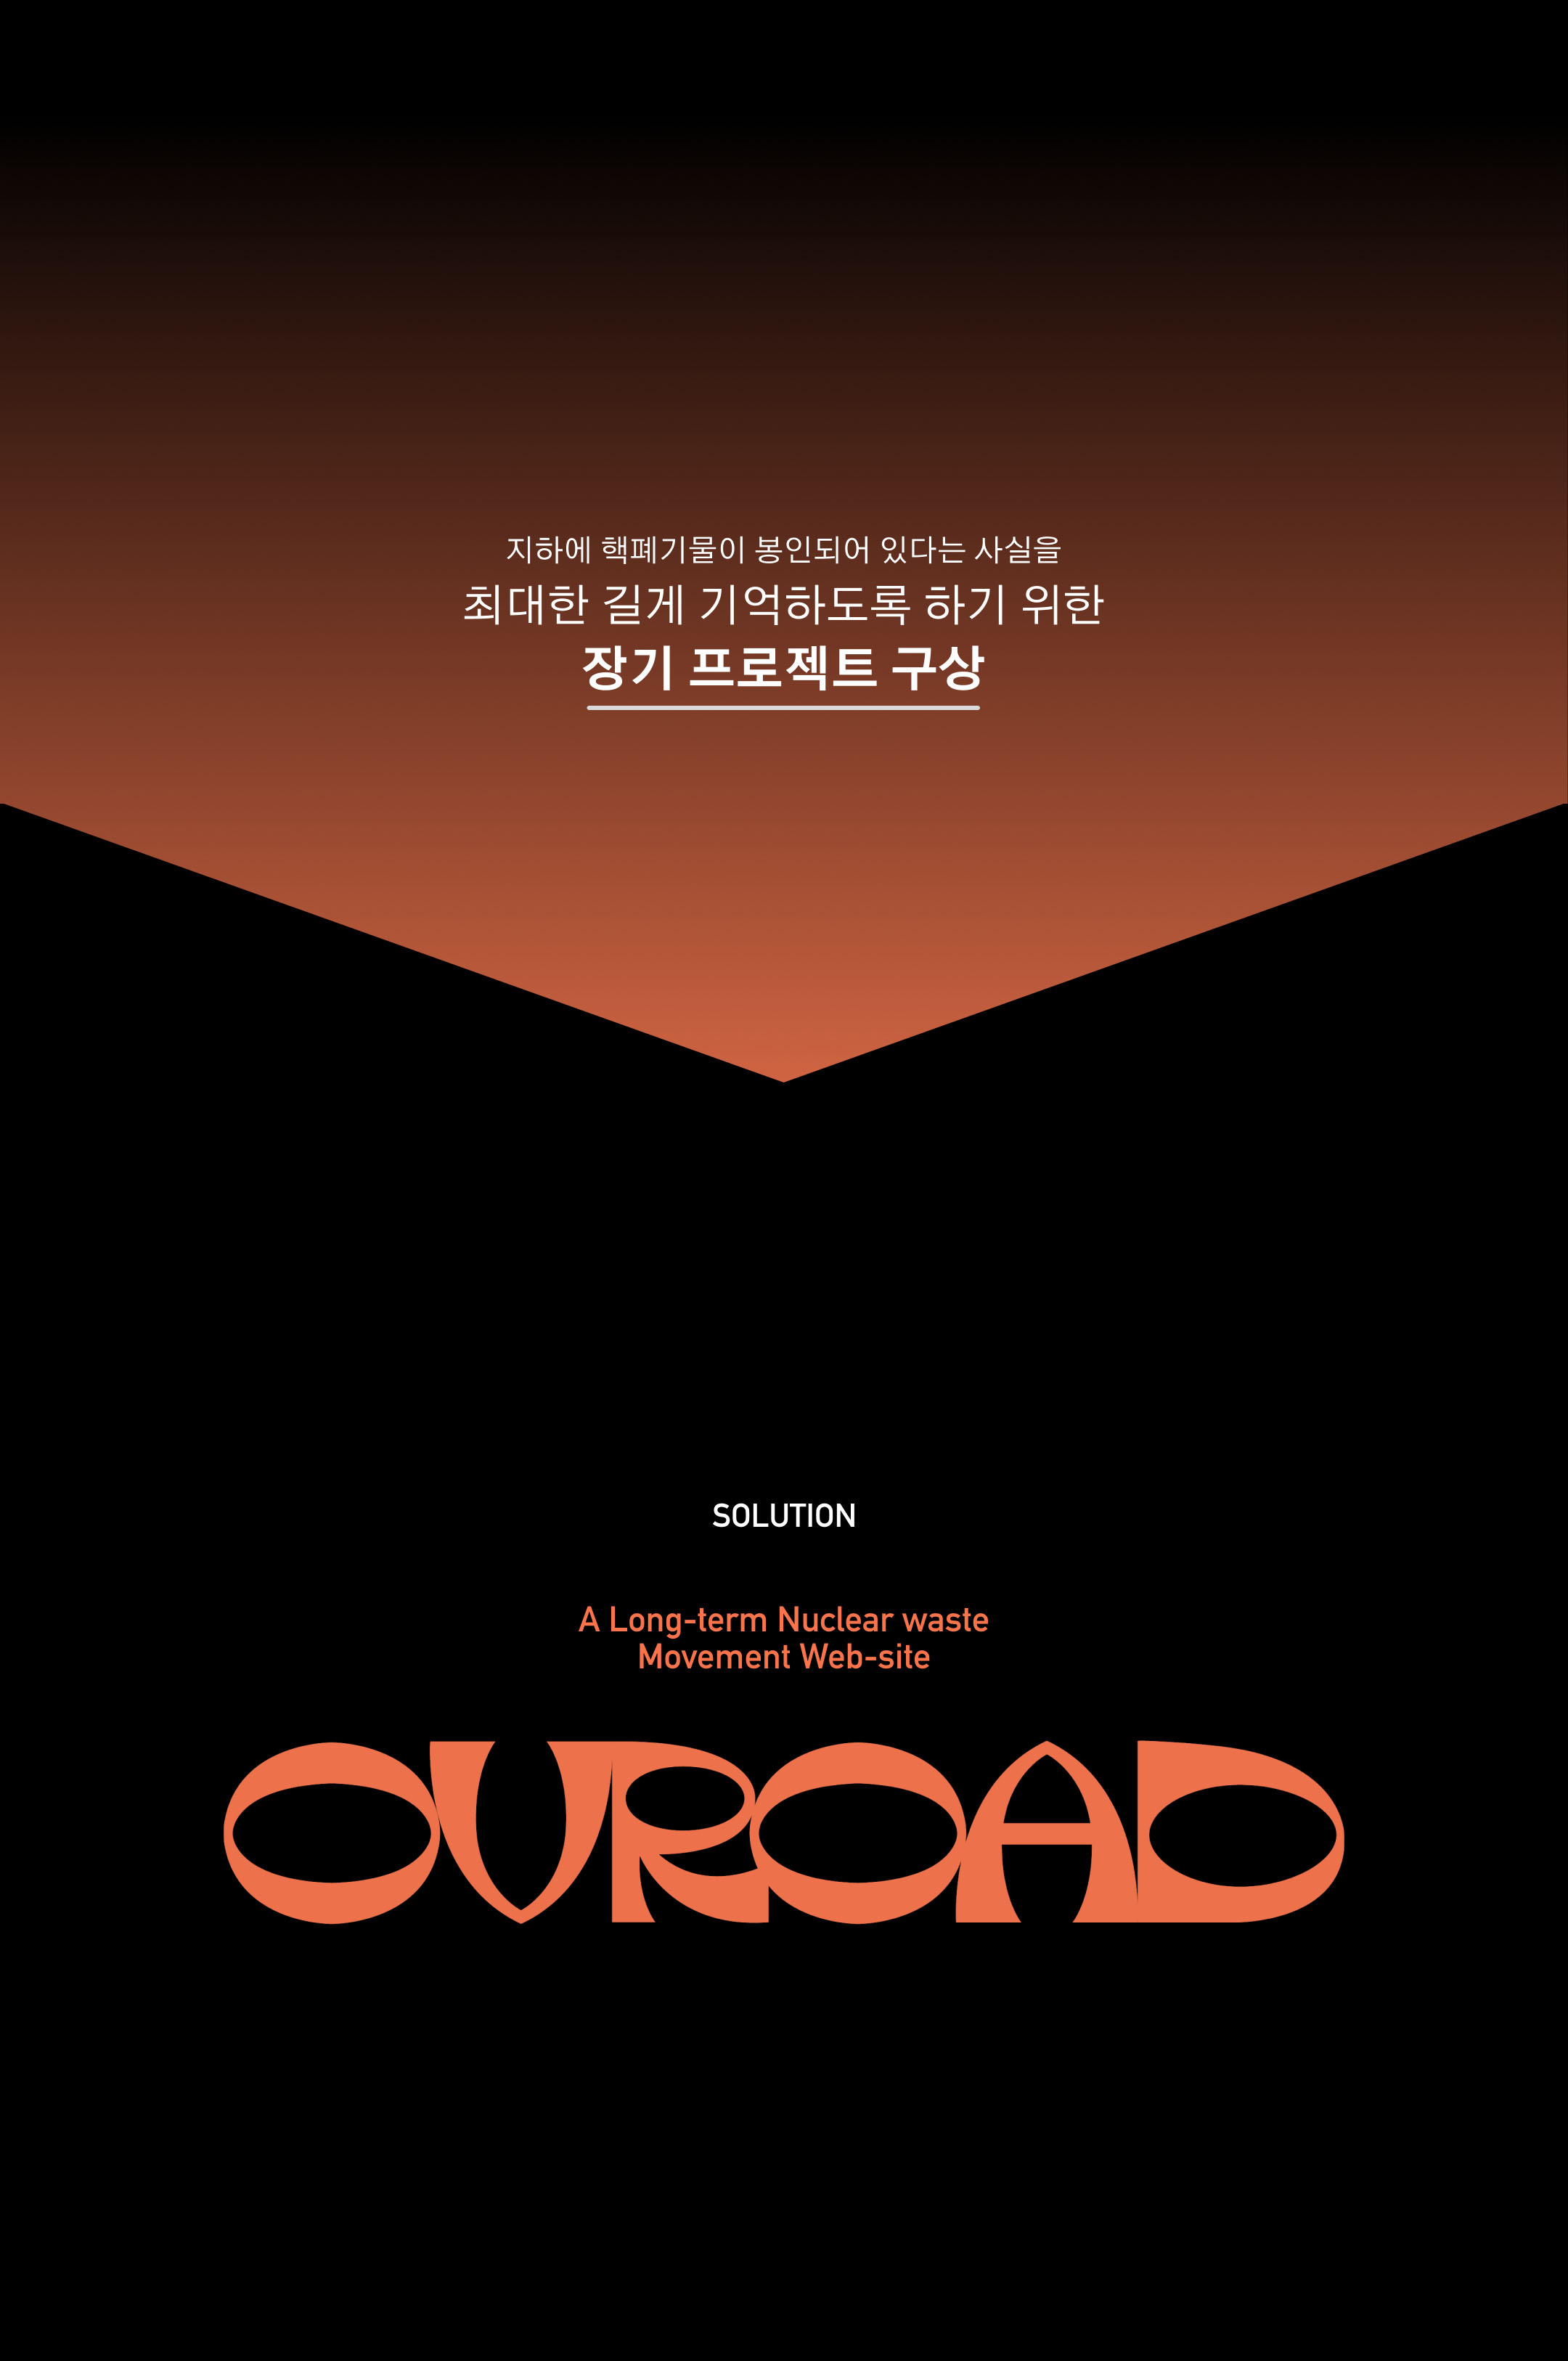 지하에 핵폐기물이 봉인되어 있다는 사실을
최대한 길게 기억하도록 하기 위한
장기 프로젝트 구상
SOLUTION
A Long-term Nuclear waste
Movement Web-site
OUROAD